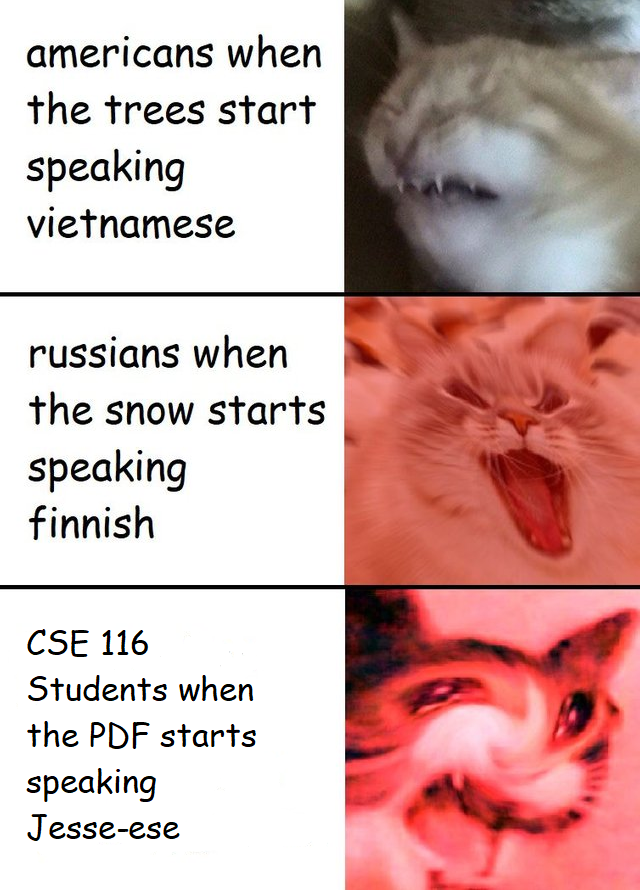 americans when
the trees start
speaking
vietnamese
russians when
the snow starts
speaking
finnish
CSE 116
Students when
the PDF starts
speaking
Jesse-ese